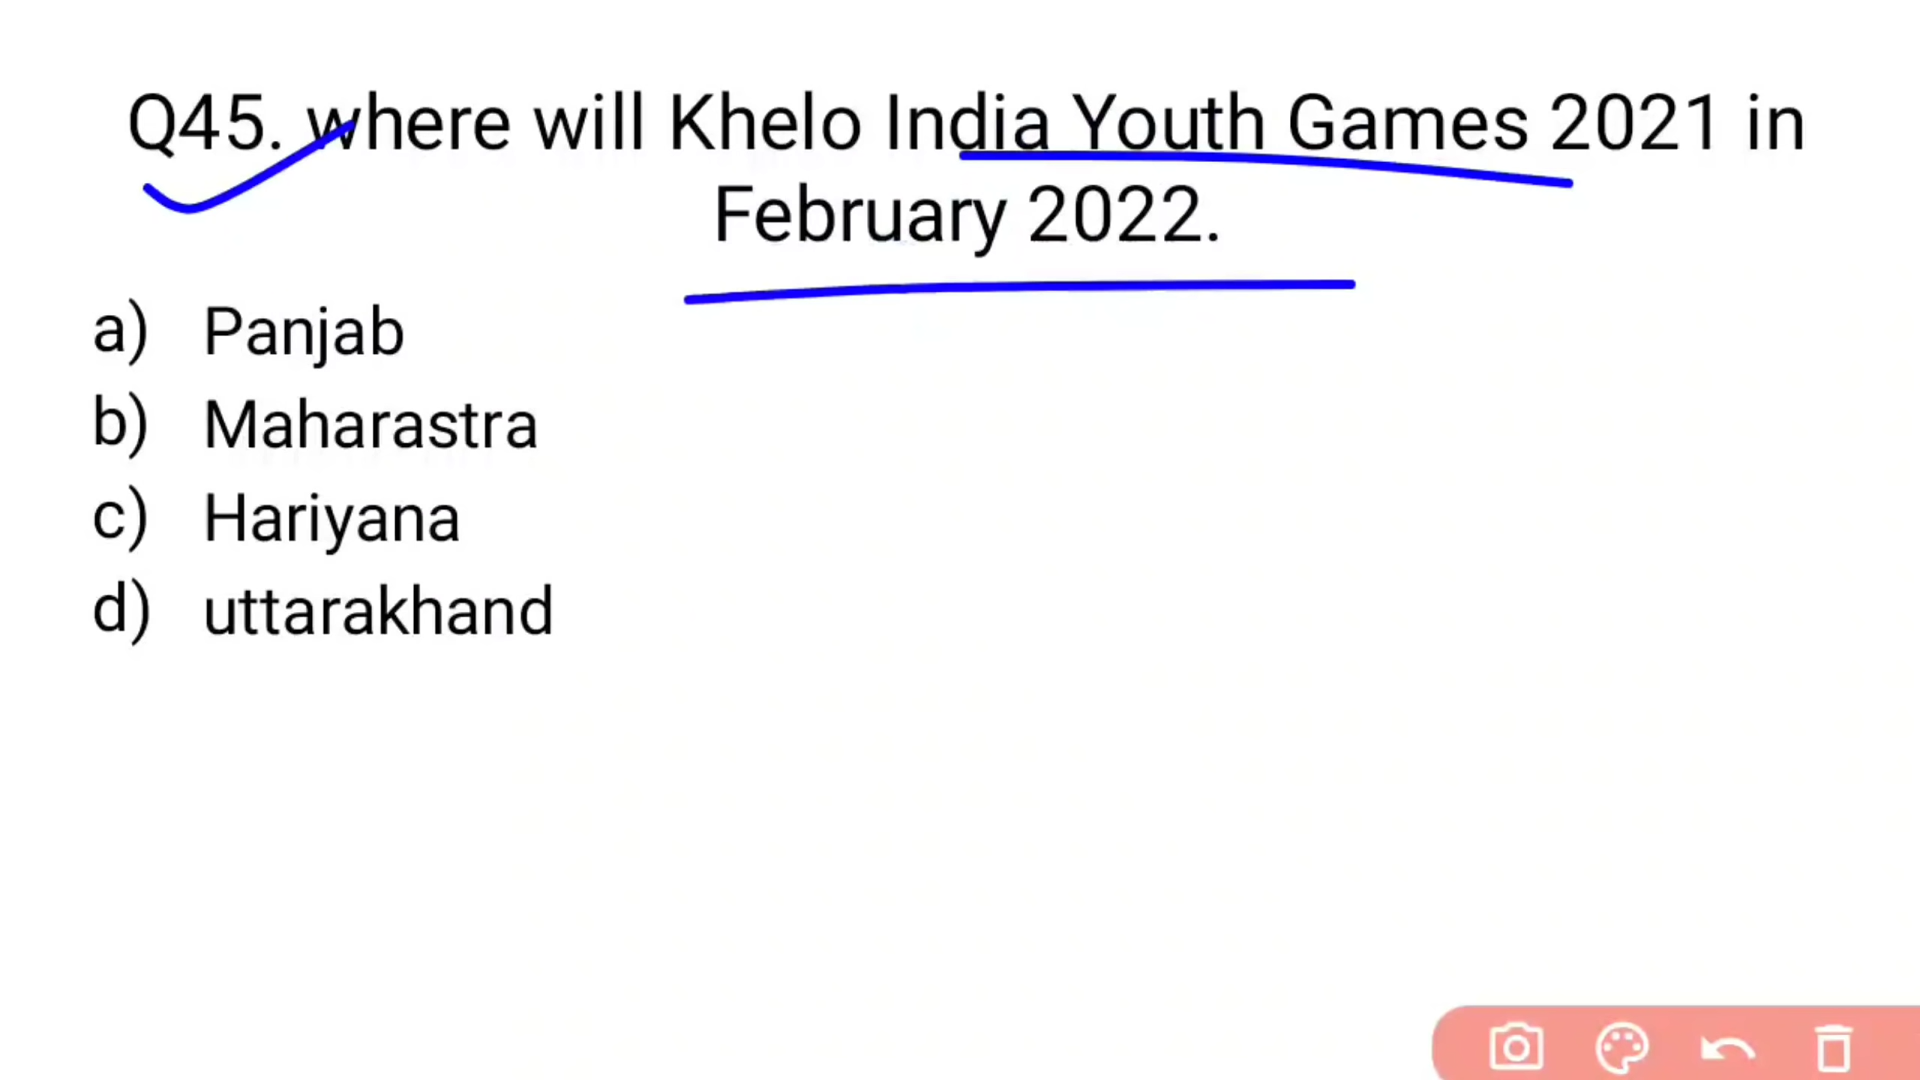 Q45. where will Khelo India Youth Games 2021 in
February 2022.
a) Panjab
b) Maharastra
c) Hariyana
d) uttarakhand